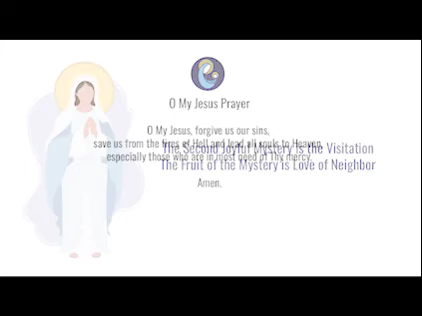 O My Jesus Prayer
O My Jesus, forgive us our sins,
save us from the fires of Hell and lead all souls to Heaven,
especially those who are in most need of Thy mercy.
The Second Joyful Mystery is the Visitation
The Fruit of the Mystery is Love of Neighbor
Amen.